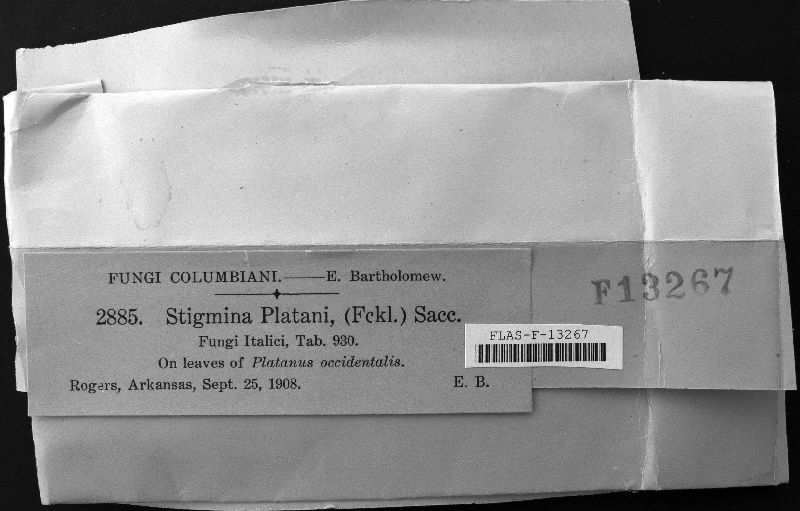 FUNGI COLUMBIANI.——E. Bartholomew.
2885. Stigmina Platani, (Fckl.) Sacc.
Fungi Italici, Tab. 930.
On leaves of Platanus occidentalis.
Rogers, Arkansas, Sept. 25, 1908. E. B.
FLAS-F-13267
F13267